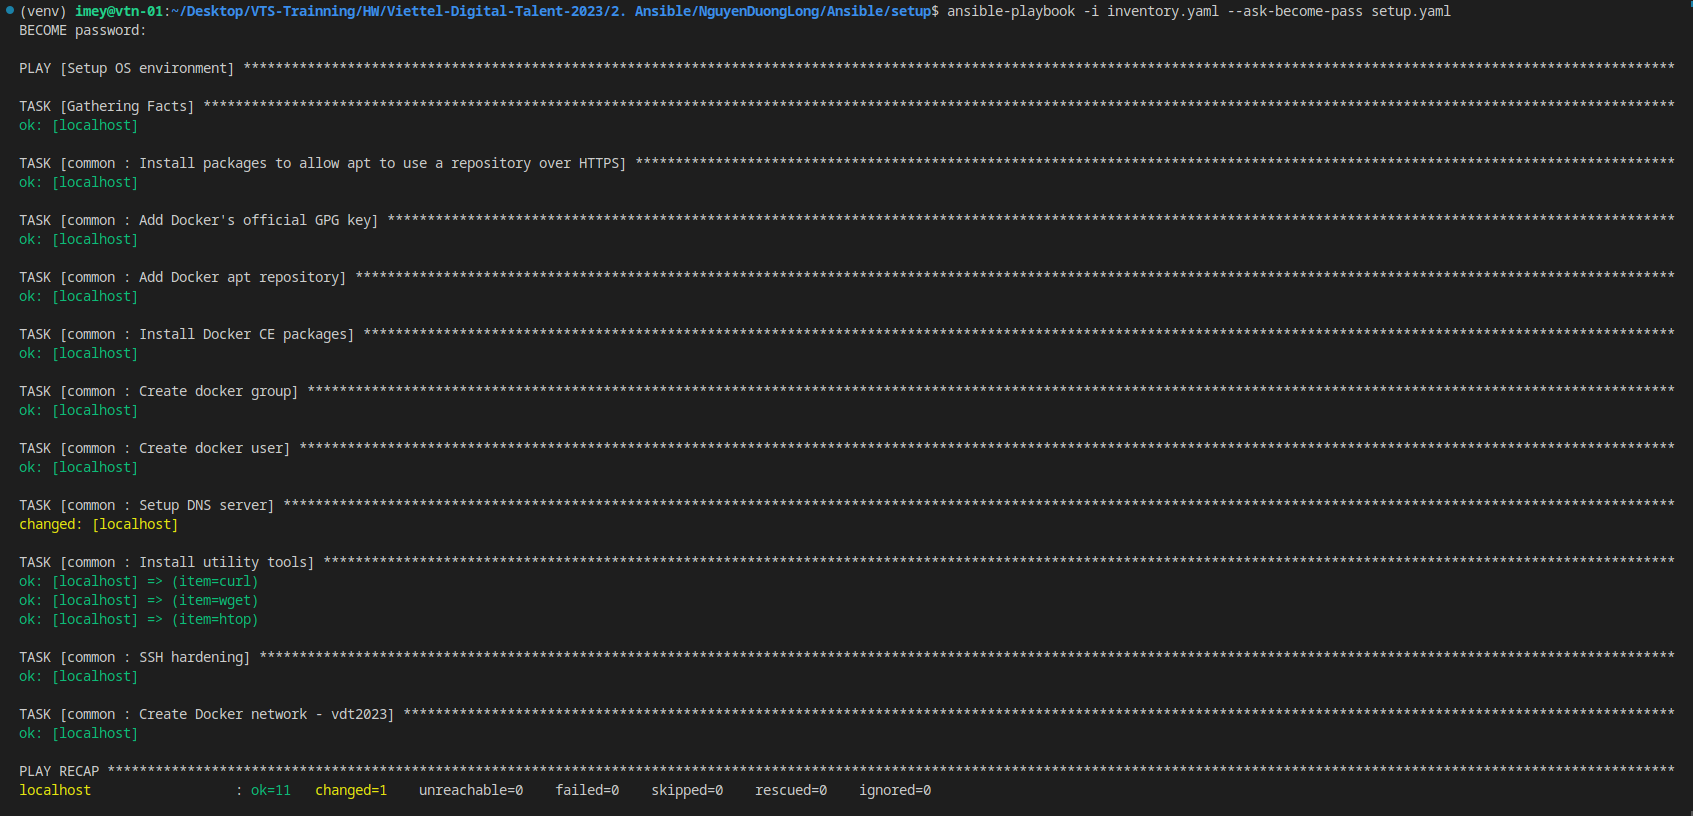 (venv) imey@vtn-01:~/Desktop/VTS-Trainning/HW/Viettel-Digital-Talent-2023/2. Ansible/NguyenDuongLong/Ansible/setup$ ansible-playbook -i inventory.yaml --ask-become-pass setup.yaml
BECOME password:
PLAY [Setup OS environment] ***********************************************************************************************************************************************************************************
TASK [Gathering Facts] ****************************************************************************************************************************************************************************************
ok: [localhost]
TASK [common : Install packages to allow apt to use a repository over HTTPS] **********************************************************************************************************************************
ok: [localhost]
TASK [common : Add Docker's official GPG key] *****************************************************************************************************************************************************************
ok: [localhost]
TASK [common : Add Docker apt repository] *********************************************************************************************************************************************************************
ok: [localhost]
TASK [common : Install Docker CE packages] ********************************************************************************************************************************************************************
ok: [localhost]
TASK [common : Create docker group] ***************************************************************************************************************************************************************************
ok: [localhost]
TASK [common : Create docker user] ****************************************************************************************************************************************************************************
ok: [localhost]
TASK [common : Setup DNS server] ******************************************************************************************************************************************************************************
changed: [localhost]
TASK [common : Install utility tools] *************************************************************************************************************************************************************************
ok: [localhost] => (item=curl)
ok: [localhost] => (item=wget)
ok: [localhost] => (item=htop)
TASK [common : SSH hardening] *********************************************************************************************************************************************************************************
ok: [localhost]
TASK [common : Create Docker network - vdt2023] ***************************************************************************************************************************************************************
ok: [localhost]
PLAY RECAP ****************************************************************************************************************************************************************************************************
localhost                  : ok=11   changed=1    unreachable=0    failed=0    skipped=0    rescued=0    ignored=0